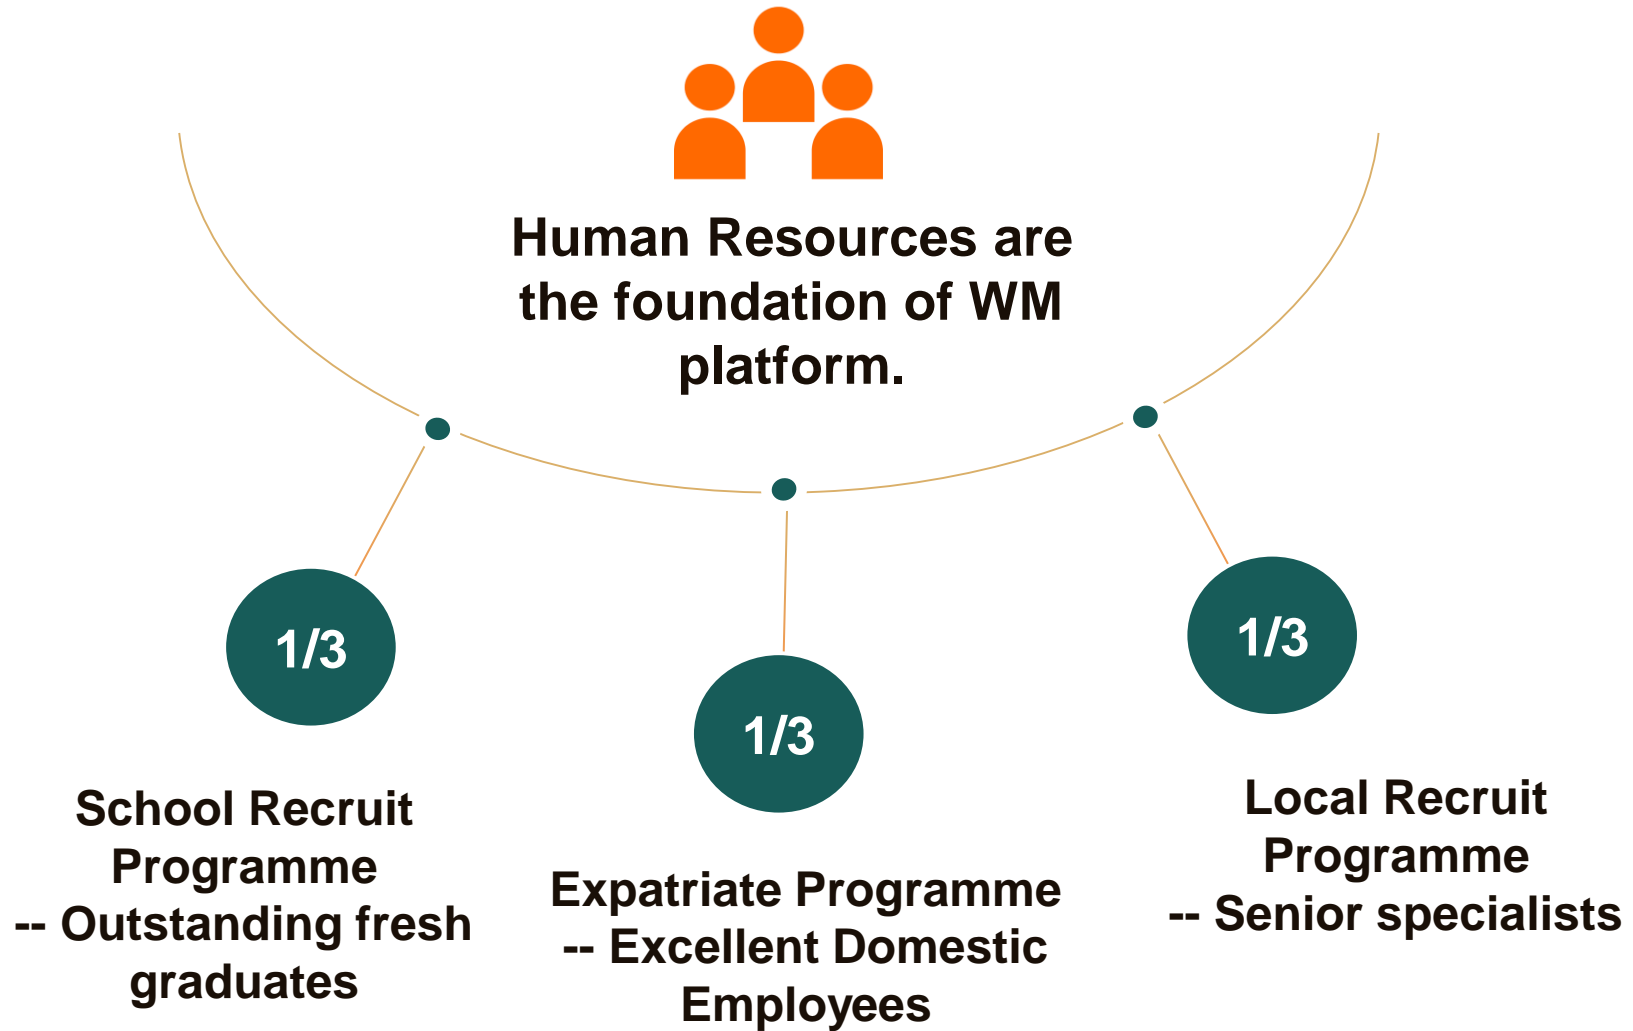 Human Resources are
the foundation of WM
platform.
1/3
School Recruit
Programme
-- Outstanding fresh
graduates
1/3
Expatriate Programme
-- Excellent Domestic
Employees
1/3
Local Recruit
Programme
-- Senior specialists